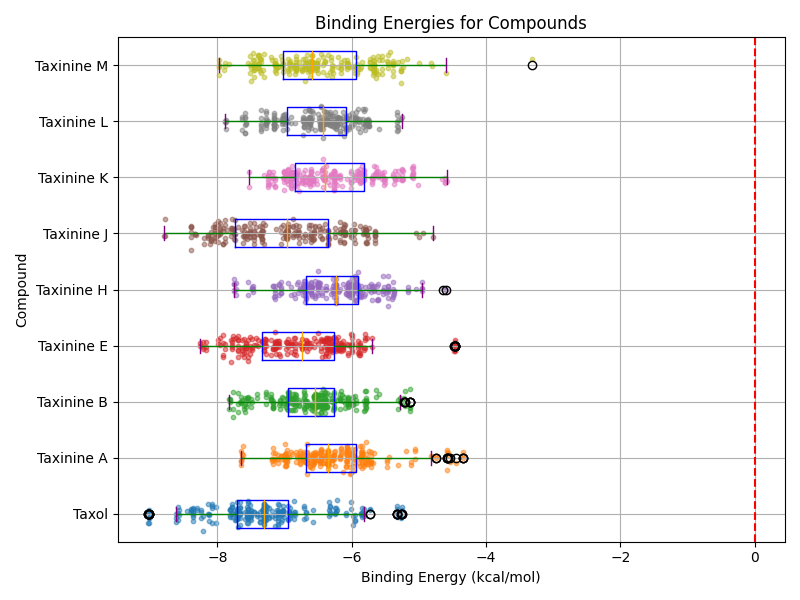 Binding Energies for Compounds
Compound
Taxinine M
Taxinine L
Taxinine K
Taxinine J
Taxinine H
Taxinine E
Taxinine B
Taxinine A
Taxol
−8 −6 −4 −2 0
Binding Energy (kcal/mol)